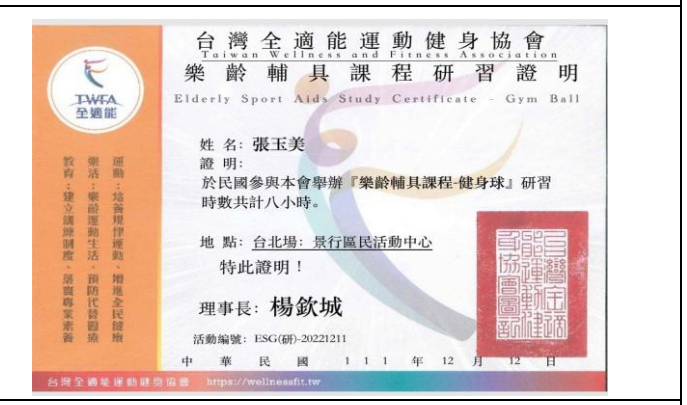 TWFA
全適能
運動：培養規律運動、增進全民健康
樂活：樂齡運動生活、預防代替醫療
教育：建立訓練制度、落實專業素養
台灣全適能運動健身協會
Taiwan Wellness and Fitness Association
樂齡輔具課程研習證明
Elderly Sport Aids Study Certificate - Gym Ball
姓 名：張玉美
證 明：
於民國參與本會舉辦『樂齡輔具課程-健身球』研習
時數共計八小時。
地 點：台北場：景行區民活動中心
特此證明！
理事長：楊欽城
活動編號：ESG(研)-20221211
中 華 民 國 1 1 1 年 12 月 12 日
台灣全適能運動健身協會 https://wellnessfit.tw